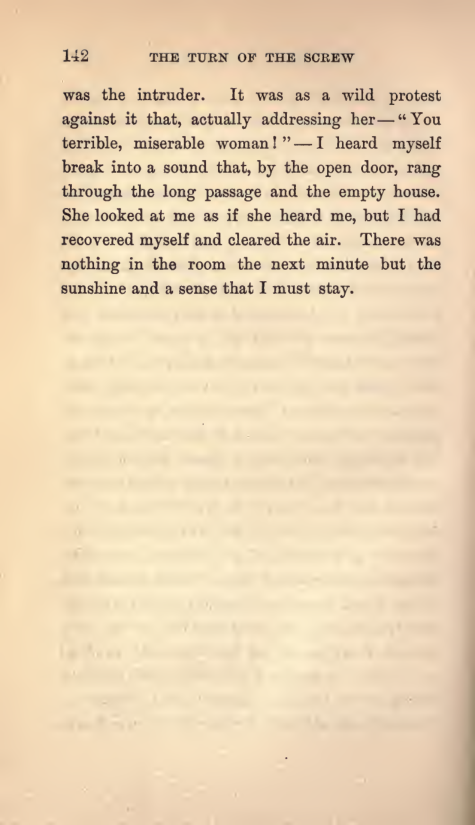 142 THE TURN OF THE SCREW
was the intruder. It was as a wild protest
against it that, actually addressing her—“ You
terrible, miserable woman! ”—I heard myself
break into a sound that, by the open door, rang
through the long passage and the empty house.
She looked at me as if she heard me, but I had
recovered myself and cleared the air. There was
nothing in the room the next minute but the
sunshine and a sense that I must stay.